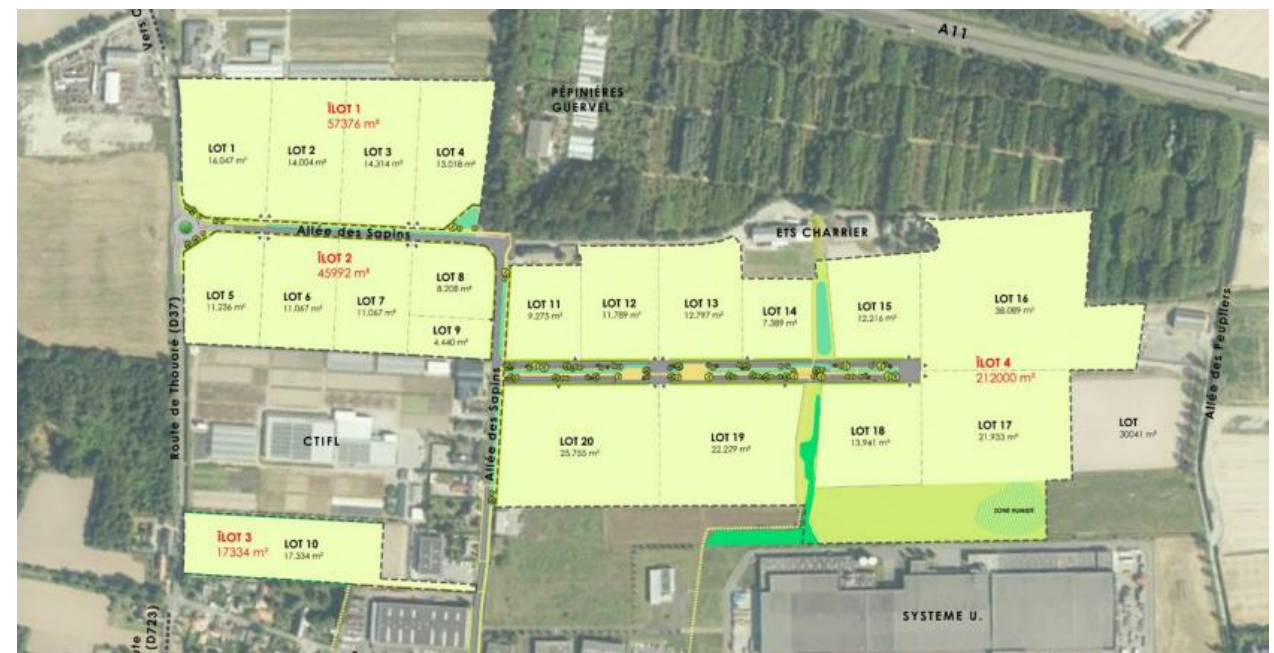 A11
Vers
PÉPINIÈRES
GUERVEL
ÎLOT 1
57376 m²
LOT 1
16.047 m²
LOT 2
14.004 m²
LOT 3
14.314 m²
LOT 4
13.018 m²
Allée des Sapins
ETS CHARRIER
ÎLOT 2
45992 m²
LOT 5
11.236 m²
LOT 6
11.067 m²
LOT 7
11.067 m²
LOT 8
8.208 m²
LOT 9
4.440 m²
LOT 11
9.275 m²
LOT 12
11.789 m²
LOT 13
12.797 m²
LOT 14
7.389 m²
LOT 15
12.216 m²
LOT 16
38.089 m²
ÎLOT 4
212000 m²
Route de Thouaré (D37)
Allée des Sapins
Allée des Peupliers
CTIFL
LOT 20
25.755 m²
LOT 19
22.229 m²
LOT 18
13.941 m²
LOT 17
21.933 m²
LOT
30041 m²
ZONE HUMIDE
ÎLOT 3
17334 m²
LOT 10
17.334 m²
SYSTEME U.
(D723)